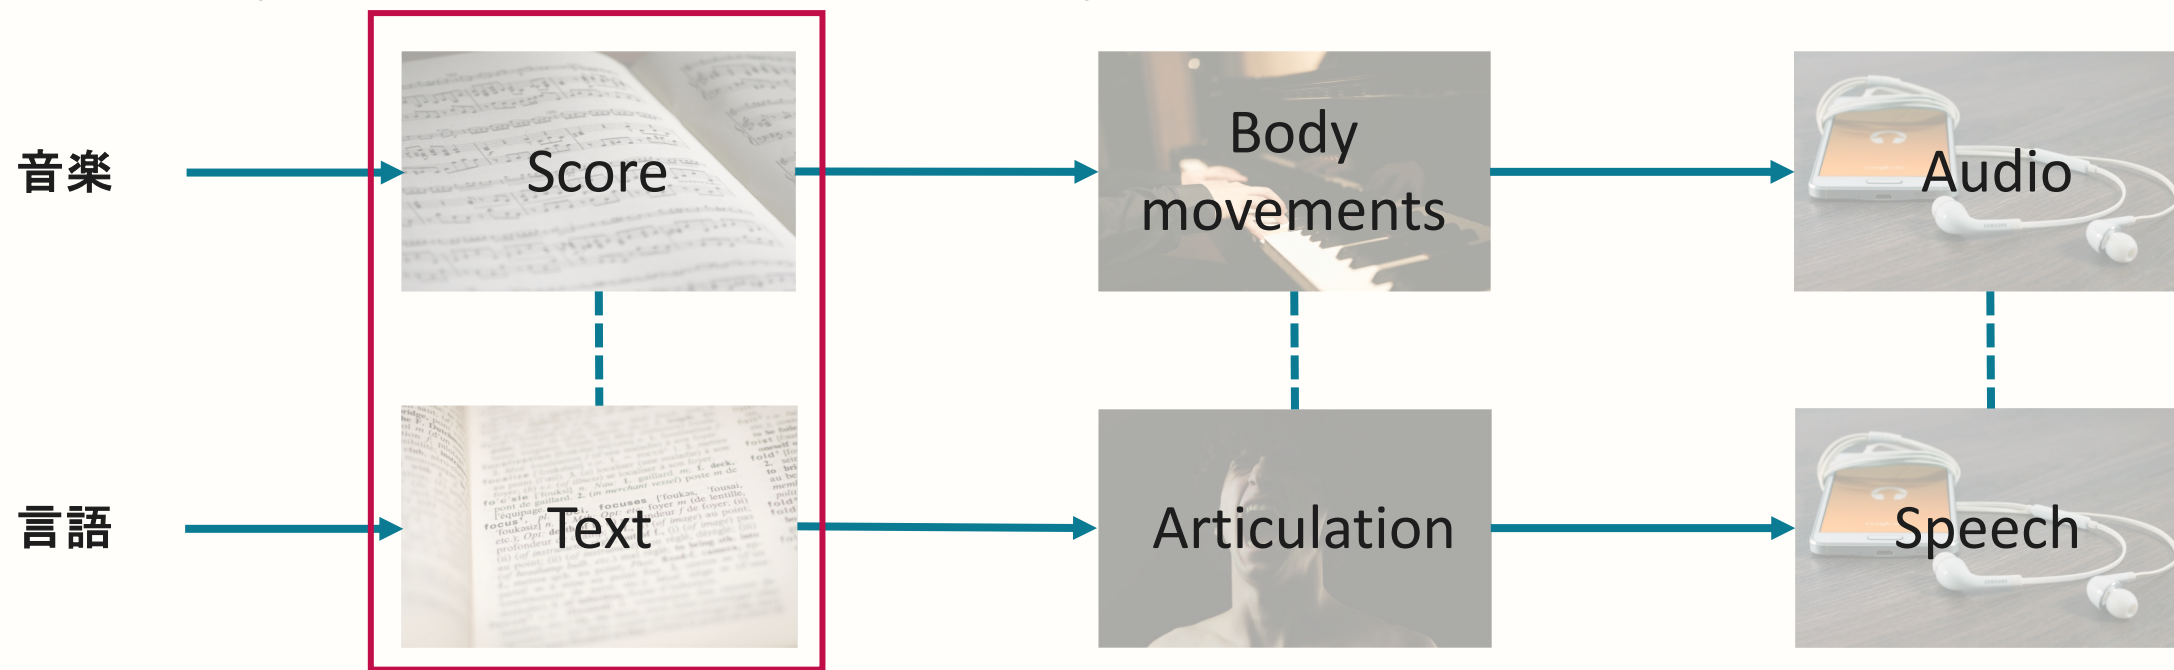 音楽
Score
Body
movements
Audio
言語
Text
Articulation
Speech